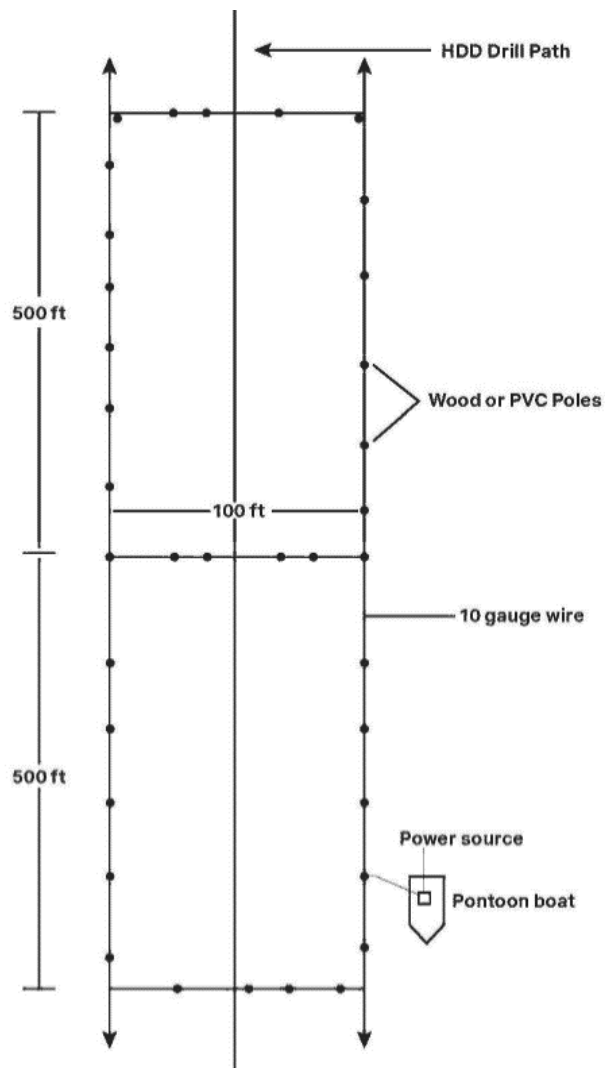 HDD Drill Path
500 ft
Wood or PVC Poles
100 ft
10 gauge wire
500 ft
Power source
Pontoon boat